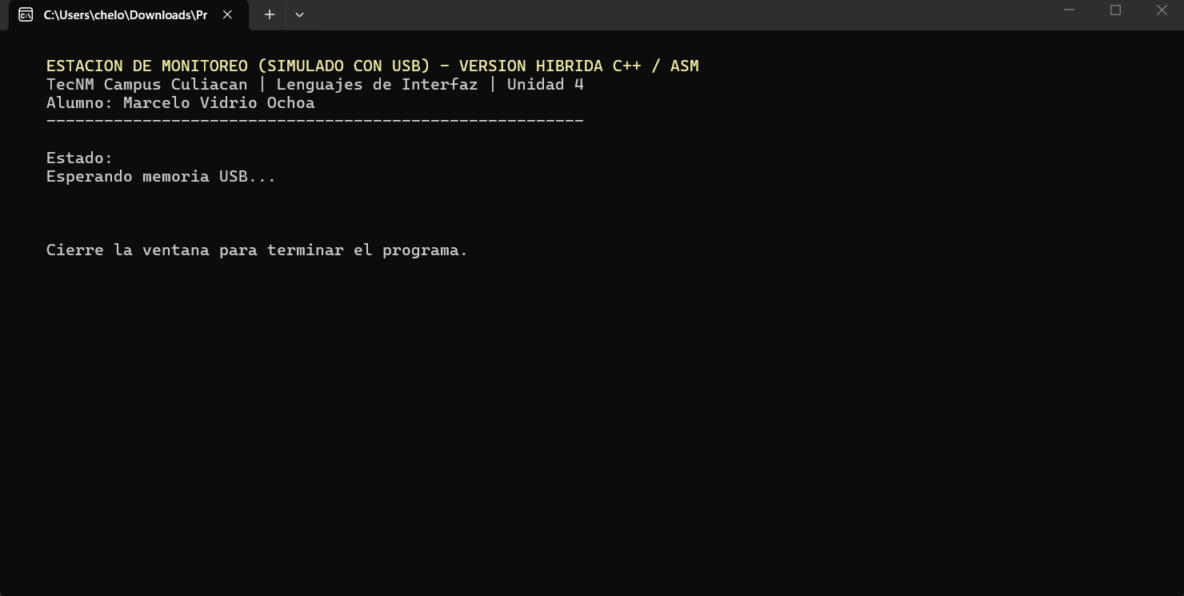 C:\Users\chelo\Downloads\Pr
ESTACION DE MONITOREO (SIMULADO CON USB) - VERSION HIBRIDA C++ / ASM
TecNM Campus Culiacan | Lenguajes de Interfaz | Unidad 4
Alumno: Marcelo Vidrio Ochoa
--------------------------------------------------------
Estado:
Esperando memoria USB...
Cierre la ventana para terminar el programa.